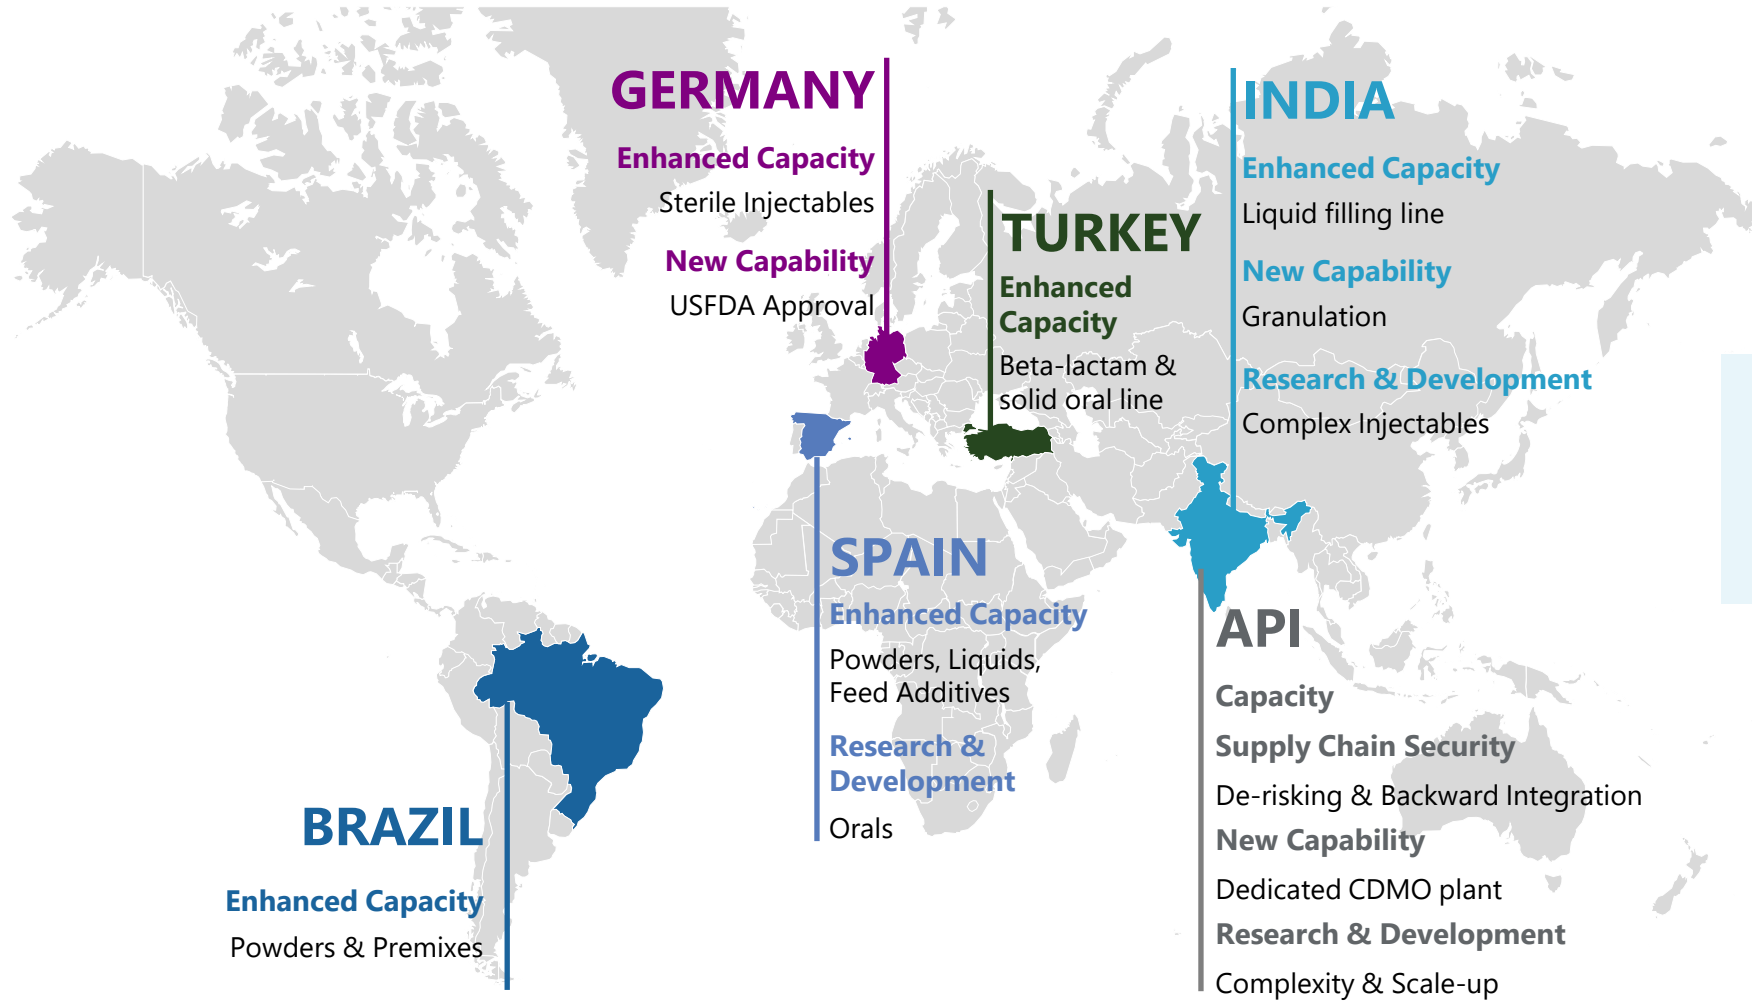 GERMANY
Enhanced Capacity
Sterile Injectables
New Capability
USFDA Approval
TURKEY
Enhanced
Capacity
Beta-lactam &
solid oral line
INDIA
Enhanced Capacity
Liquid filling line
New Capability
Granulation
Research & Development
Complex Injectables
SPAIN
Enhanced Capacity
Powders, Liquids,
Feed Additives
Research &
Development
Orals
API
Capacity
Supply Chain Security
De-risking & Backward Integration
New Capability
Dedicated CDMO plant
Research & Development
Complexity & Scale-up
BRAZIL
Enhanced Capacity
Powders & Premixes